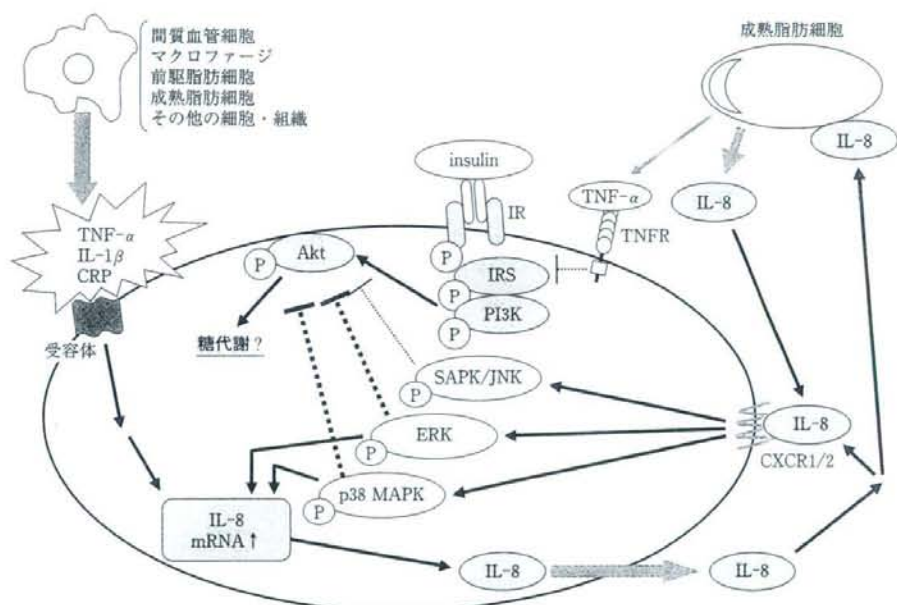 間質血管細胞
マクロファージ
前駆脂肪細胞
成熟脂肪細胞
その他の細胞・組織
成熟脂肪細胞
IL-8
insulin
IR
TNF-α
TNFR
IL-8
TNF-α
IL-1β
CRP
受容体
P
Akt
P
IRS
P
PI3K
P
糖代謝?
SAPK/JNK
P
ERK
P
p38 MAPK
P
IL-8
CXCR1/2
IL-8
mRNA↑
IL-8
IL-8